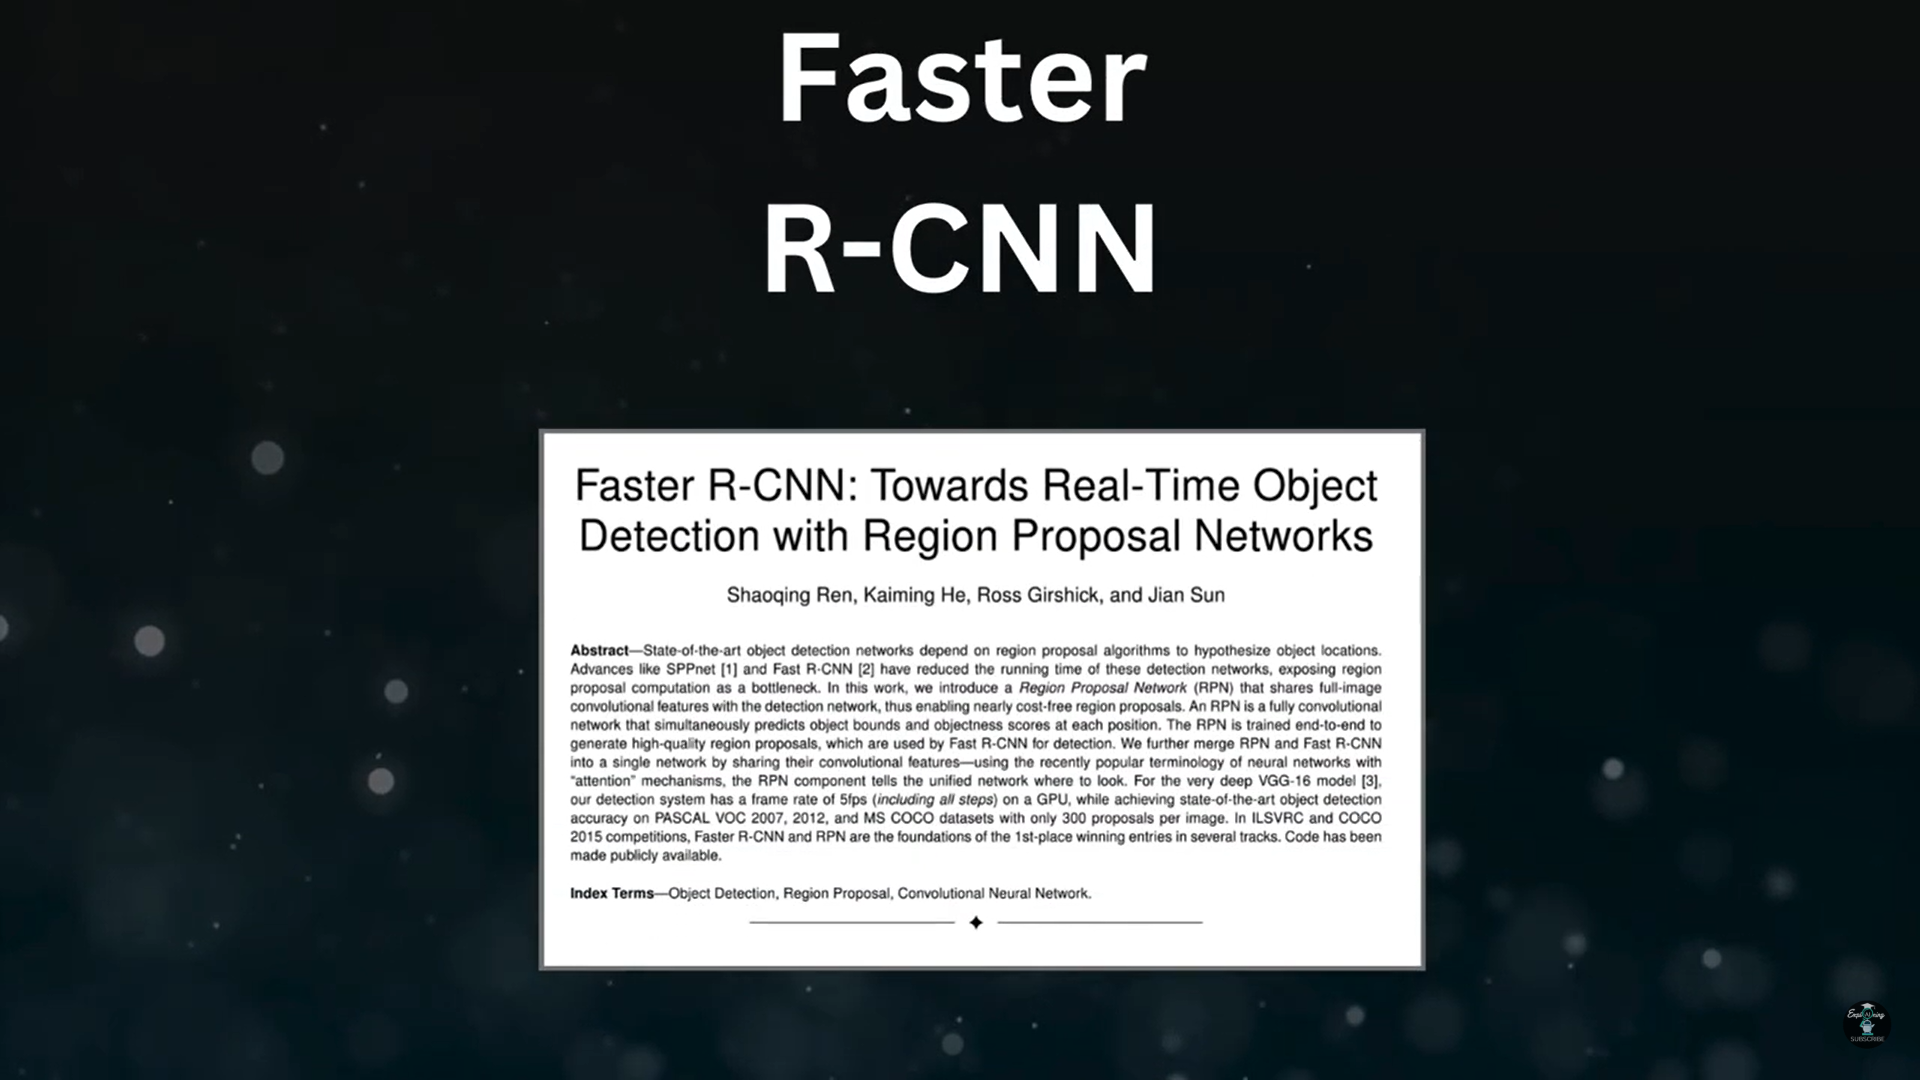 Faster
R-CNN
Faster R-CNN: Towards Real-Time Object
Detection with Region Proposal Networks
Shaoqing Ren, Kaiming He, Ross Girshick, and Jian Sun
Abstract—State-of-the-art object detection networks depend on region proposal algorithms to hypothesize object locations.
Advances like SPPnet [1] and Fast R-CNN [2] have reduced the running time of these detection networks, exposing region
proposal computation as a bottleneck. In this work, we introduce a Region Proposal Network (RPN) that shares full-image
convolutional features with the detection network, thus enabling nearly cost-free region proposals. An RPN is a fully convolutional
network that simultaneously predicts object bounds and objectness scores at each position. The RPN is trained end-to-end to
generate high-quality region proposals, which are used by Fast R-CNN for detection. We further merge RPN and Fast R-CNN
into a single network by sharing their convolutional features—using the recently popular terminology of neural networks with
“attention” mechanisms, the RPN component tells the unified network where to look. For the very deep VGG-16 model [3],
our detection system has a frame rate of 5fps (including all steps) on a GPU, while achieving state-of-the-art object detection
accuracy on PASCAL VOC 2007, 2012, and MS COCO datasets with only 300 proposals per image. In ILSVRC and COCO
2015 competitions, Faster R-CNN and RPN are the foundations of the 1st-place winning entries in several tracks. Code has been
made publicly available.
Index Terms—Object Detection, Region Proposal, Convolutional Neural Network.
SUBSCRIBE